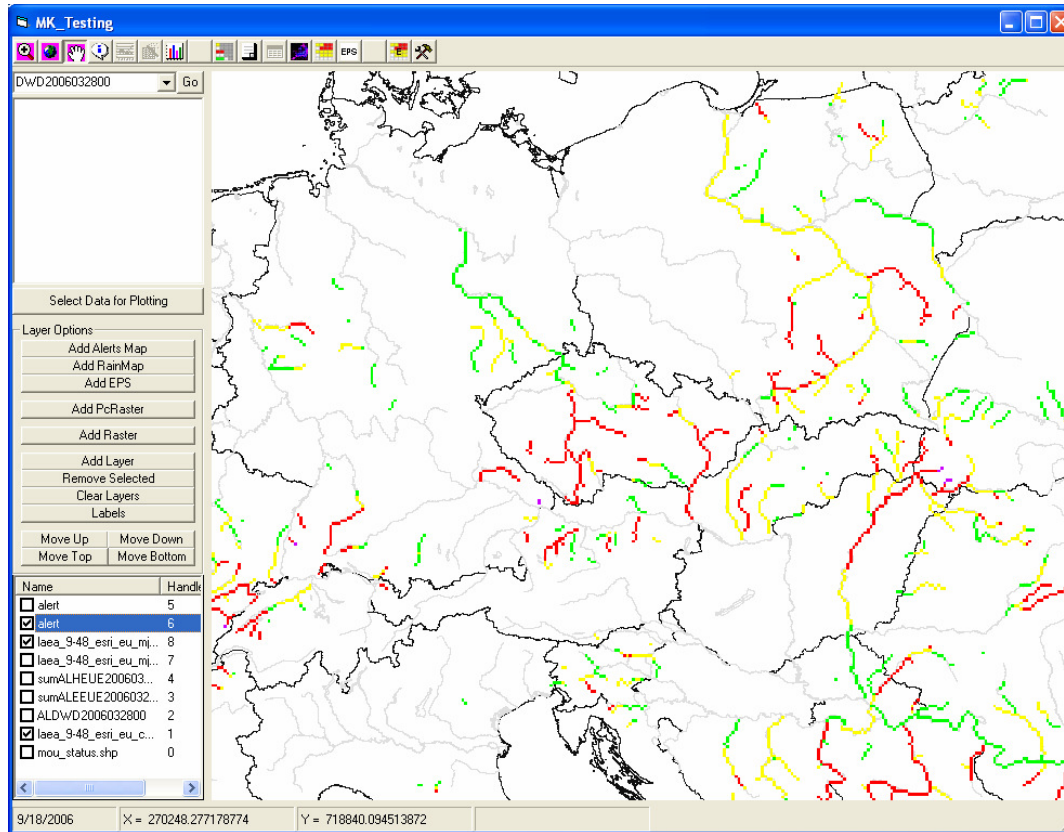 MK_Testing
EPS
E
DWD2006032800
Go
Select Data for Plotting
Layer Options
Add Alerts Map
Add RainMap
Add EPS
Add PcRaster
Add Raster
Add Layer
Remove Selected
Clear Layers
Labels
Move Up Move Down
Move Top Move Bottom
Name Handle
alert 5
alert 6
laea_9-48_esri_eu_mj... 8
laea_9-48_esri_eu_mj... 7
sumALHEUE200603... 4
sumALEEUE2006032... 3
ALDWD2006032800 2
laea_9-48_esri_eu_c... 1
mou_status.shp 0
9/18/2006 X = 270248.277178774 Y = 718840.094513872